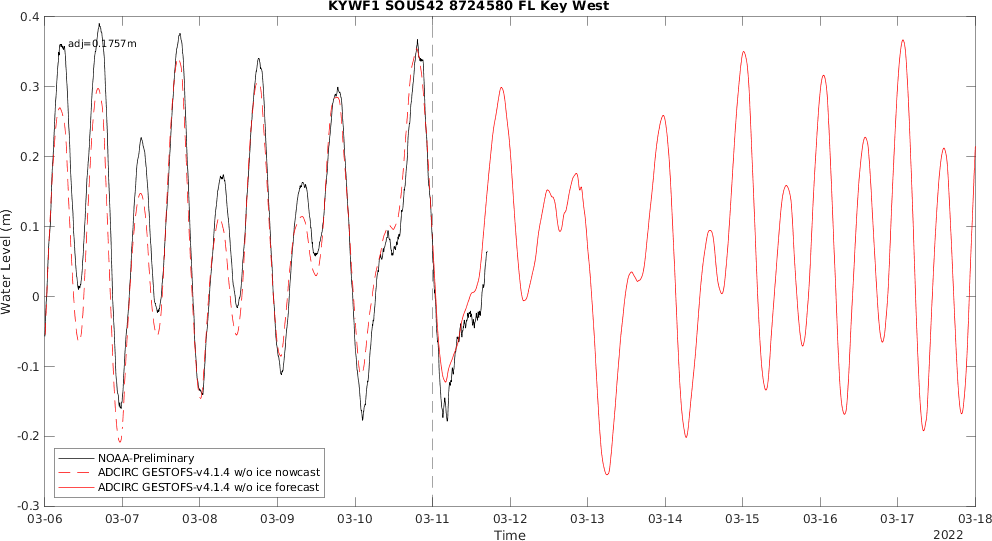 KYWF1 SOUS42 8724580 FL Key West
adj=0.1757m
0.4
0.3
0.2
0.1
0
-0.1
-0.2
-0.3
Water Level (m)
NOAA-Preliminary
ADCIRC GESTOFS-v4.1.4 w/o ice nowcast
ADCIRC GESTOFS-v4.1.4 w/o ice forecast
03-06 03-07 03-08 03-09 03-10 03-11 03-12 03-13 03-14 03-15 03-16 03-17 03-18
Time
2022